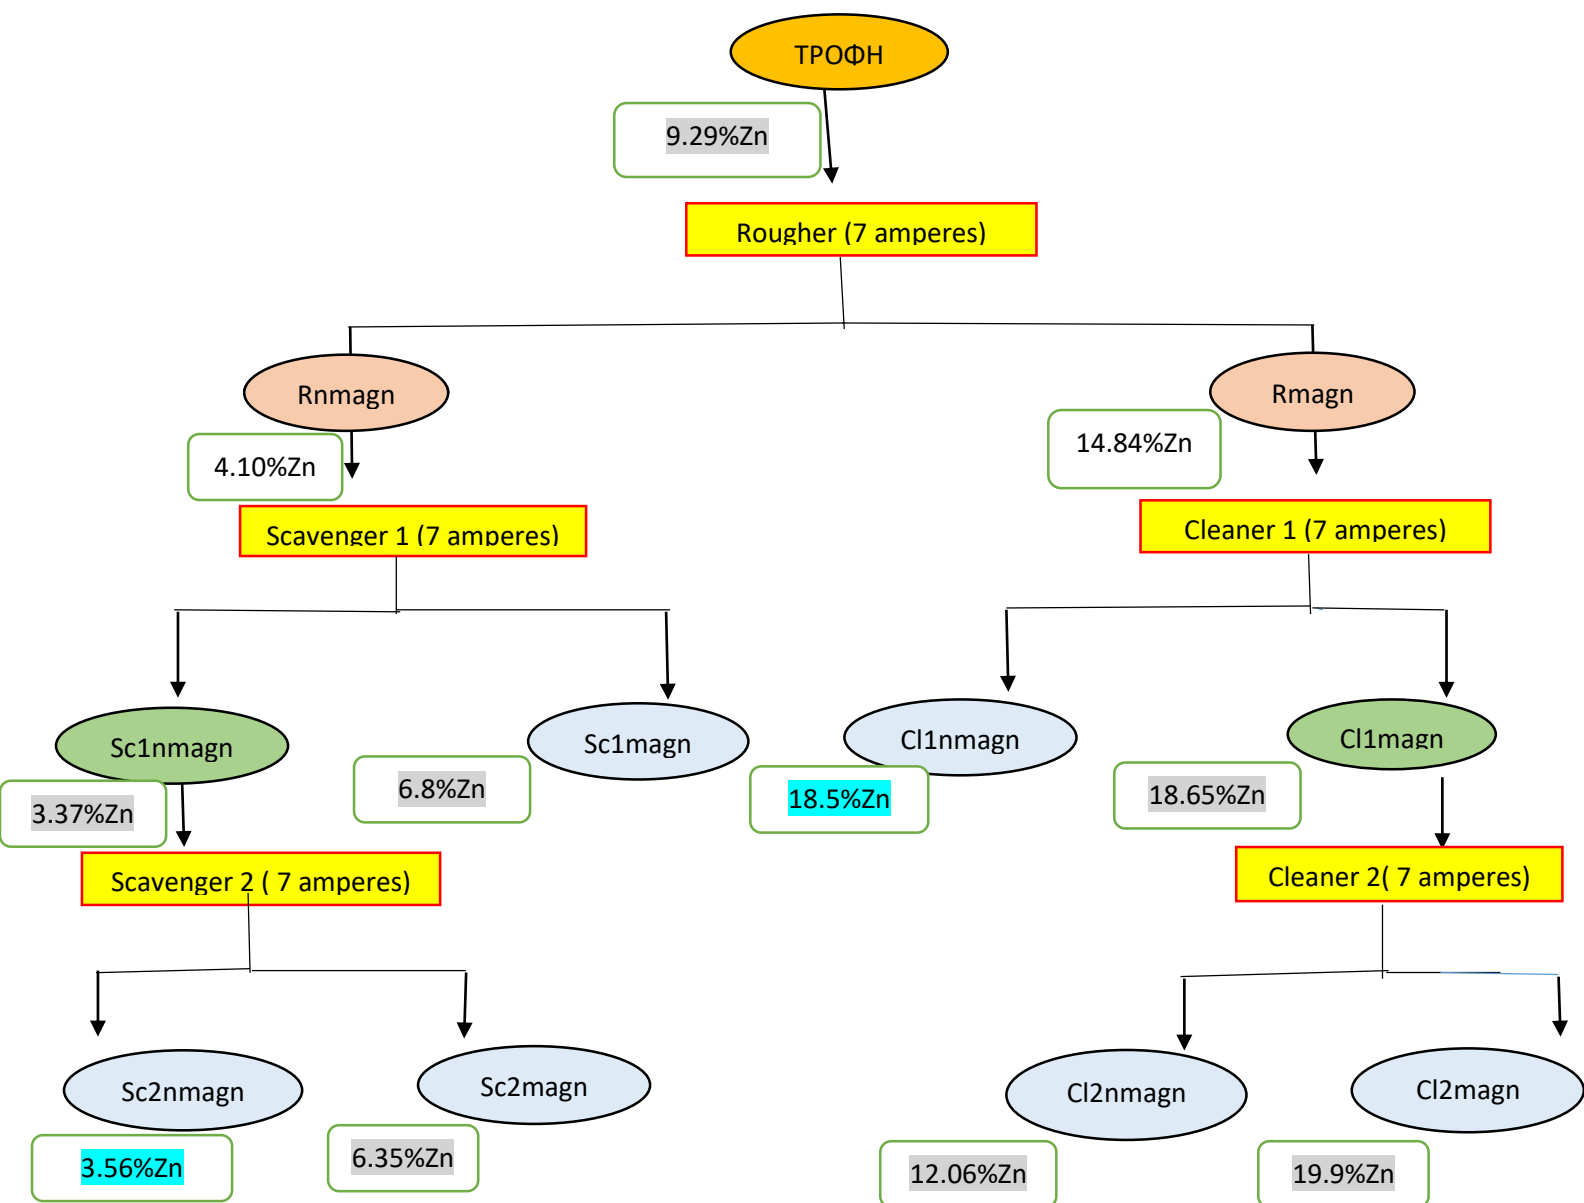 ΤΡΟΦΗ
9.29%Zn
Rougher (7 amperes)
Rnmagn
Rmagn
4.10%Zn
14.84%Zn
Scavenger 1 (7 amperes)
Cleaner 1 (7 amperes)
Sc1nmagn
Sc1magn
Cl1nmagn
Cl1magn
3.37%Zn
6.8%Zn
18.5%Zn
18.65%Zn
Scavenger 2 ( 7 amperes)
Cleaner 2( 7 amperes)
Sc2nmagn
Sc2magn
Cl2nmagn
Cl2magn
3.56%Zn
6.35%Zn
12.06%Zn
19.9%Zn